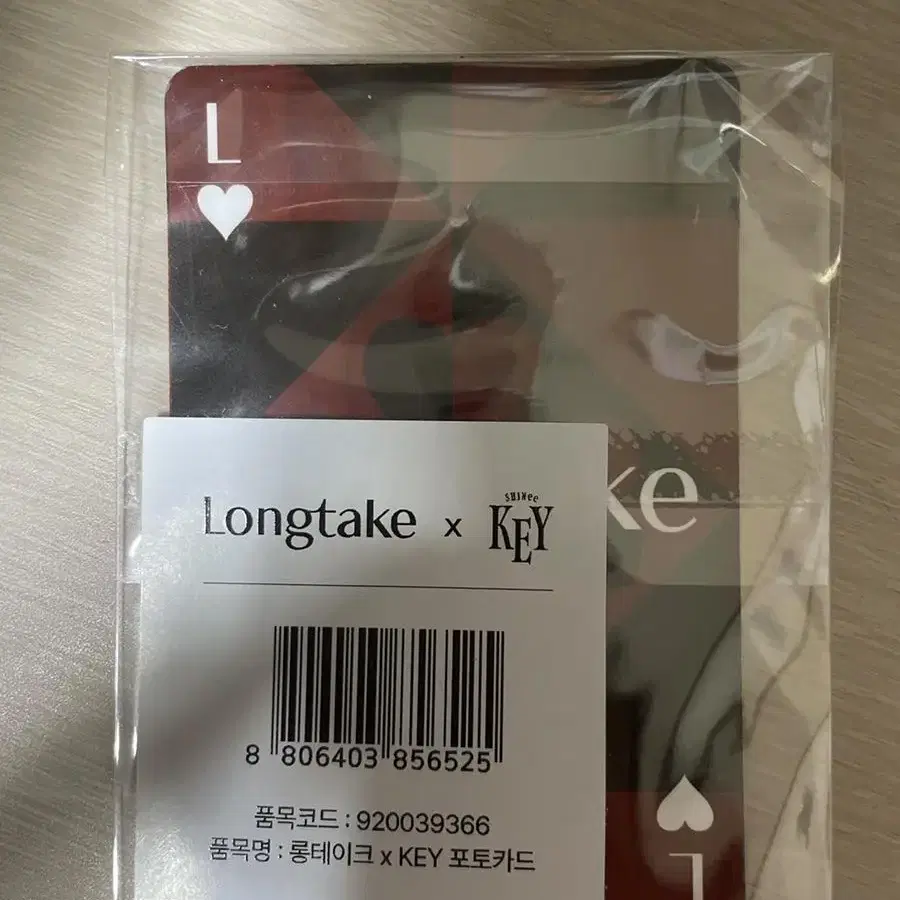 L
Longtake x SHINee KEY
ke
8 806403 856525
품목코드 : 920039366
품목명 : 롱테이크 x KEY 포토카드
L